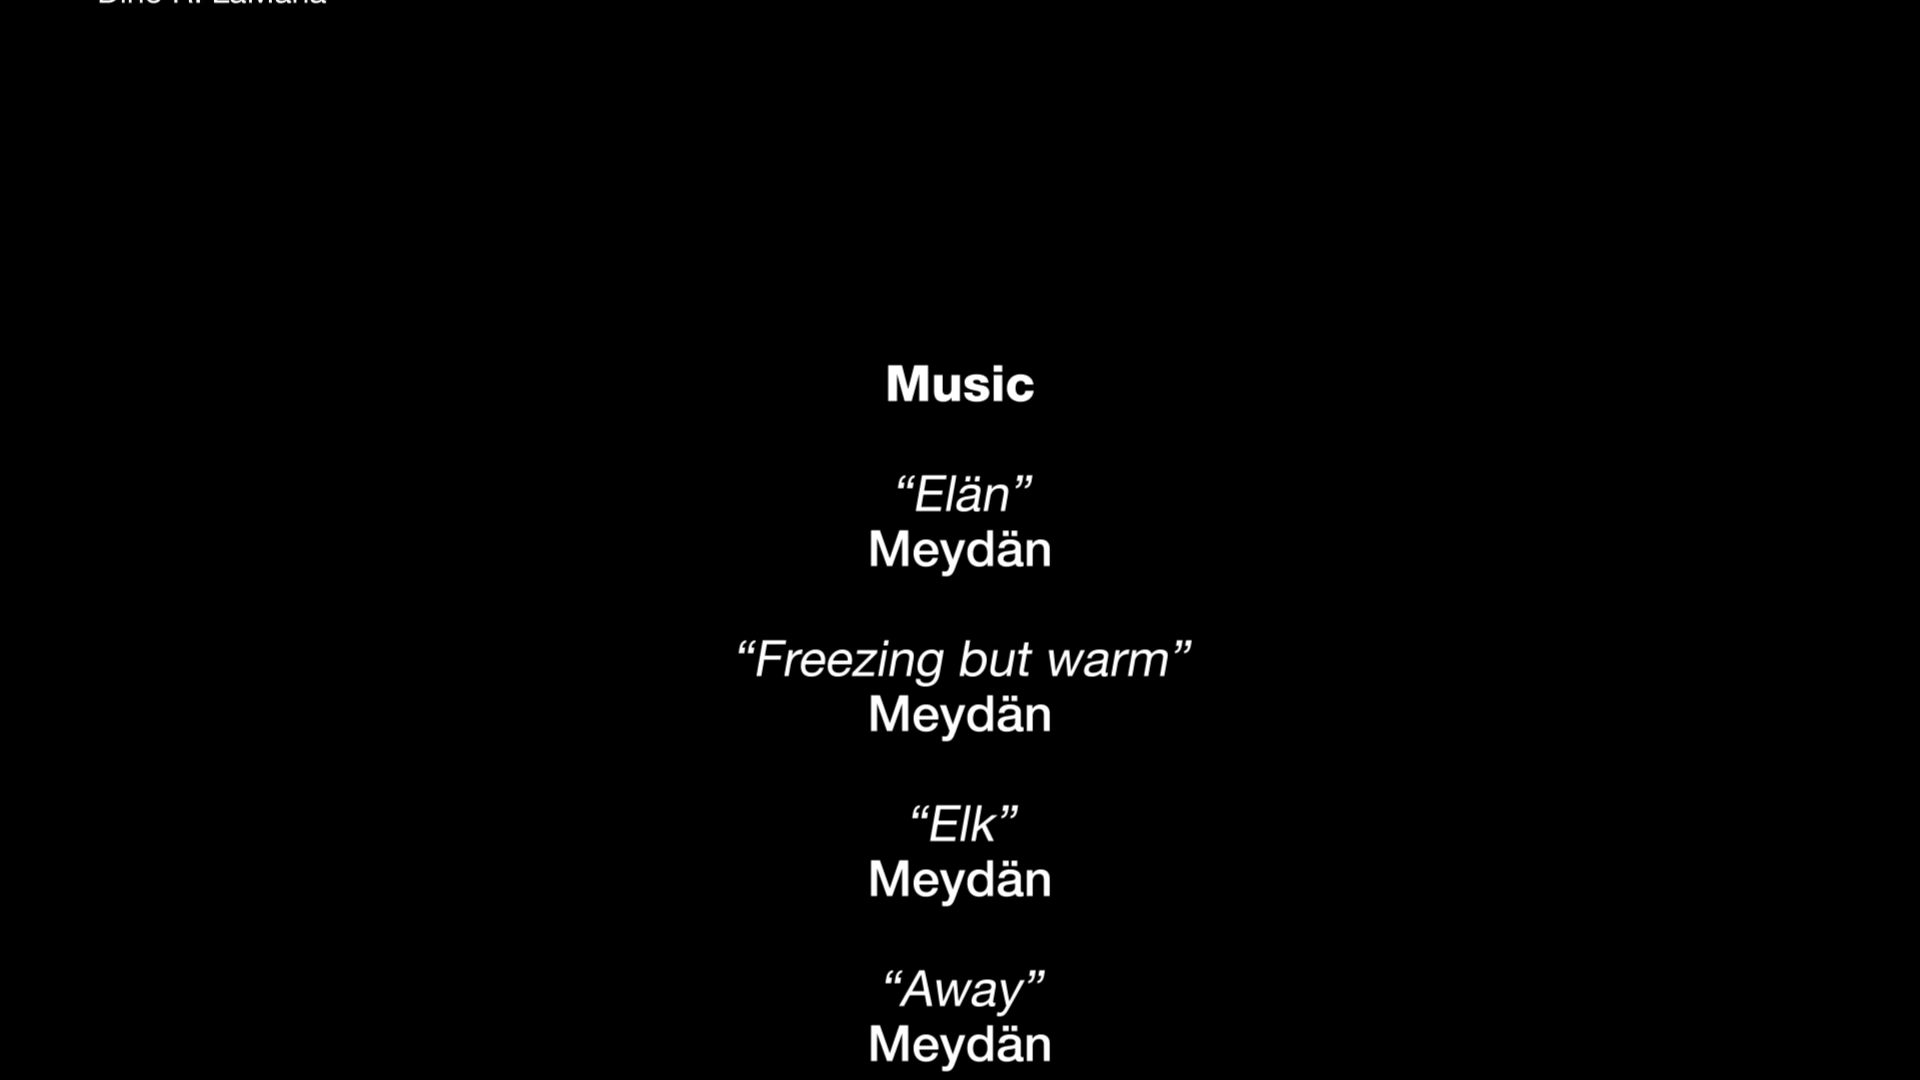 Music
“Elän”
Meydän
“Freezing but warm”
Meydän
“Elk”
Meydän
“Away”
Meydän